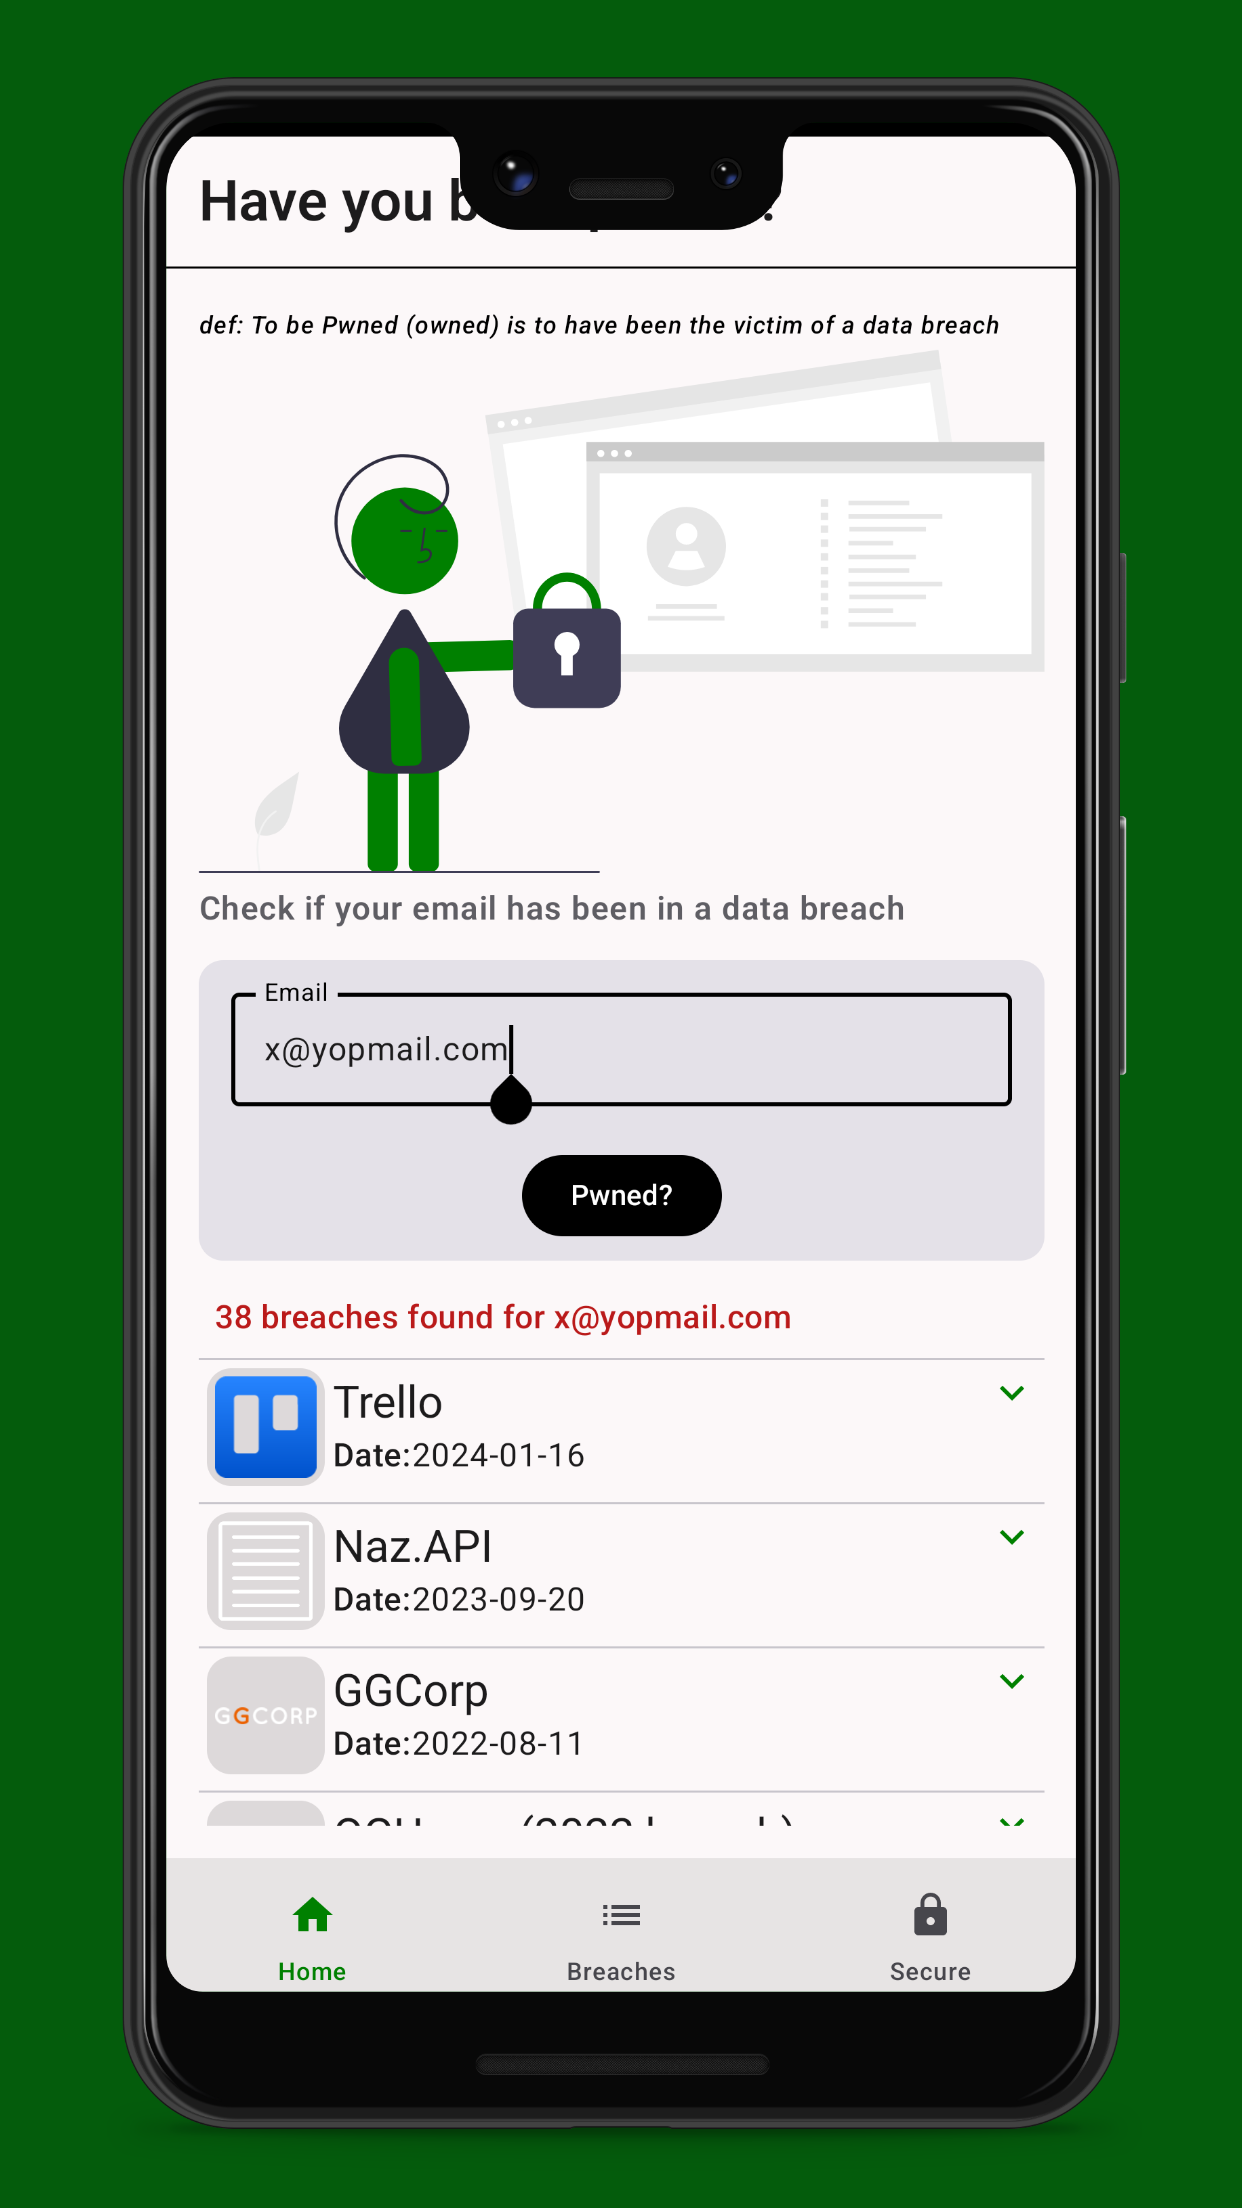 Have you
def: To be Pwned (owned) is to have been the victim of a data breach
Check if your email has been in a data breach
Email
x@yopmail.com
Pwned?
38 breaches found for x@yopmail.com
Trello
Date:2024-01-16
Naz.API
Date:2023-09-20
GGCORP
GGCorp
Date:2022-08-11
Home
Breaches
Secure